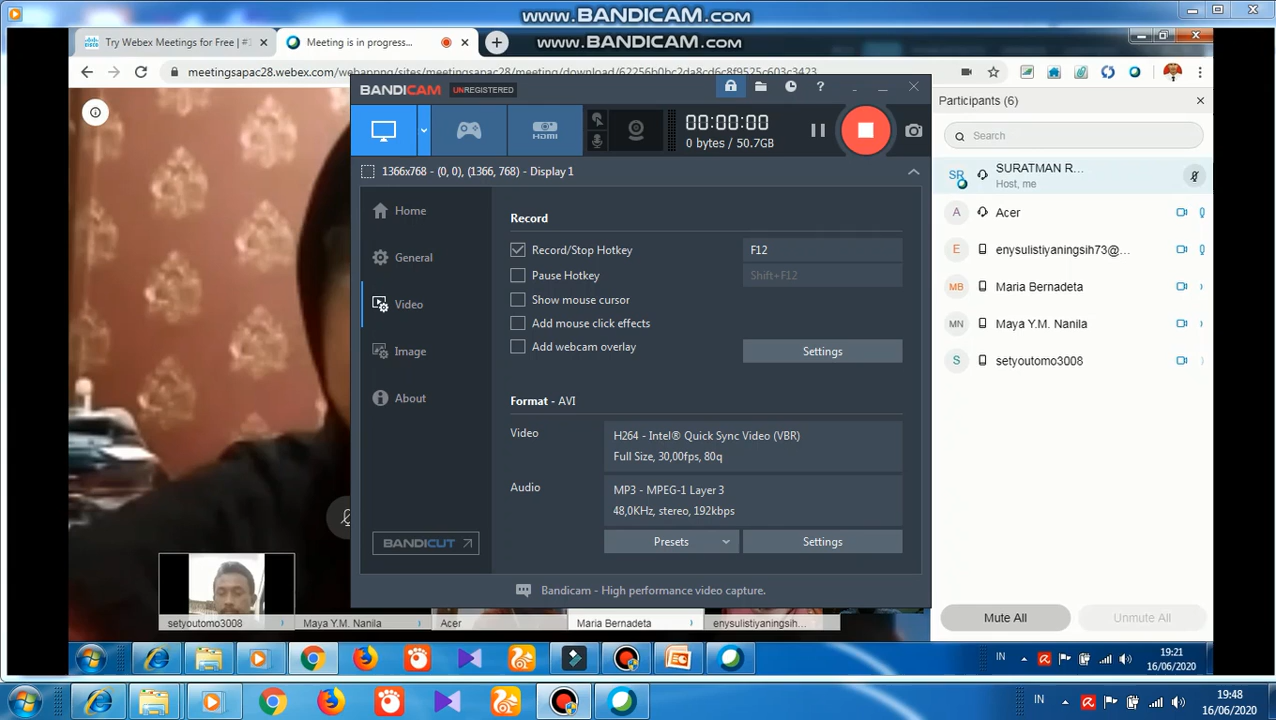 www.BANDICAM.com
Try Webex Meetings for Free | #
Meeting is in progress...
www.BANDICAM.com
meetingsapac28.webex.com/webappng/sites/meetingsapac28/meeting/download/62256b0bc2da8cd6c8f9525c603c3423
BANDICAM UNREGISTERED
00:00:00
0 bytes / 50.7GB
HDMI
1366x768 - (0, 0), (1366, 768) - Display 1
Home
General
Video
Image
About
BANDICUT
Record
Record/Stop Hotkey
F12
Pause Hotkey
Shift+F12
Show mouse cursor
Add mouse click effects
Add webcam overlay
Settings
Format - AVI
Video
H264 - Intel® Quick Sync Video (VBR)
Full Size, 30,00fps, 80q
Audio
MP3 - MPEG-1 Layer 3
48,0KHz, stereo, 192kbps
Presets
Settings
Bandicam - High performance video capture.
Participants (6)
Search
SR
SURATMAN R...
Host, me
A
Acer
E
enysulistiyaningsih73@...
MB
Maria Bernadeta
MN
Maya Y.M. Nanila
S
setyoutomo3008
Mute All
Unmute All
setyoutomo3008
Maya Y.M. Nanila
Acer
Maria Bernadeta
enysulistiyaningsih...
IN
19:21
16/06/2020
IN
19:48
16/06/2020